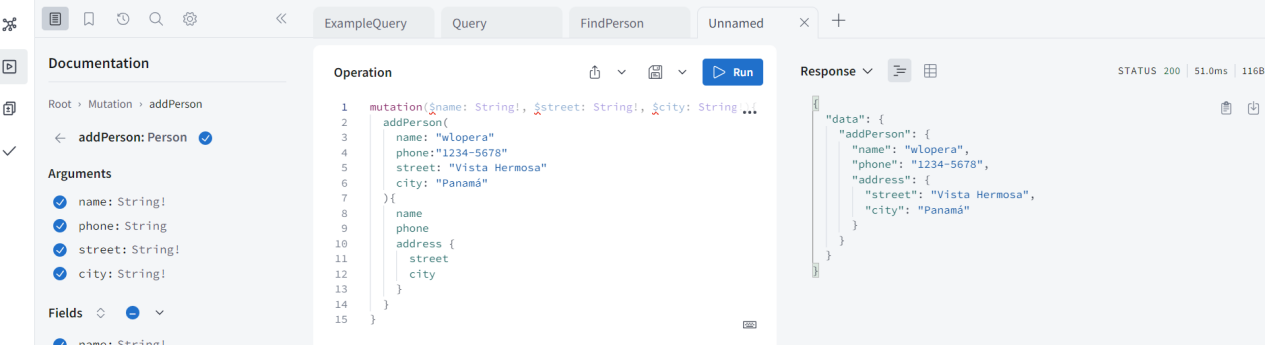 ExampleQuery
Query
FindPerson
Unnamed
Documentation
Root › Mutation › addPerson
addPerson: Person
Arguments
name: String!
phone: String
street: String!
city: String!
Fields
name: String!
Operation
Run
1 mutation($name: String!, $street: String!, $city: String
2 addPerson(
3 name: "wlopera"
4 phone:"1234-5678"
5 street: "Vista Hermosa"
6 city: "Panamá"
7 ){
8 name
9 phone
10 address {
11 street
12 city
13 }
14 }
15 }
Response
STATUS 200
51.0ms
116B
{
"data": {
"addPerson": {
"name": "wlopera",
"phone": "1234-5678",
"address": {
"street": "Vista Hermosa",
"city": "Panamá"
}
}
}
}